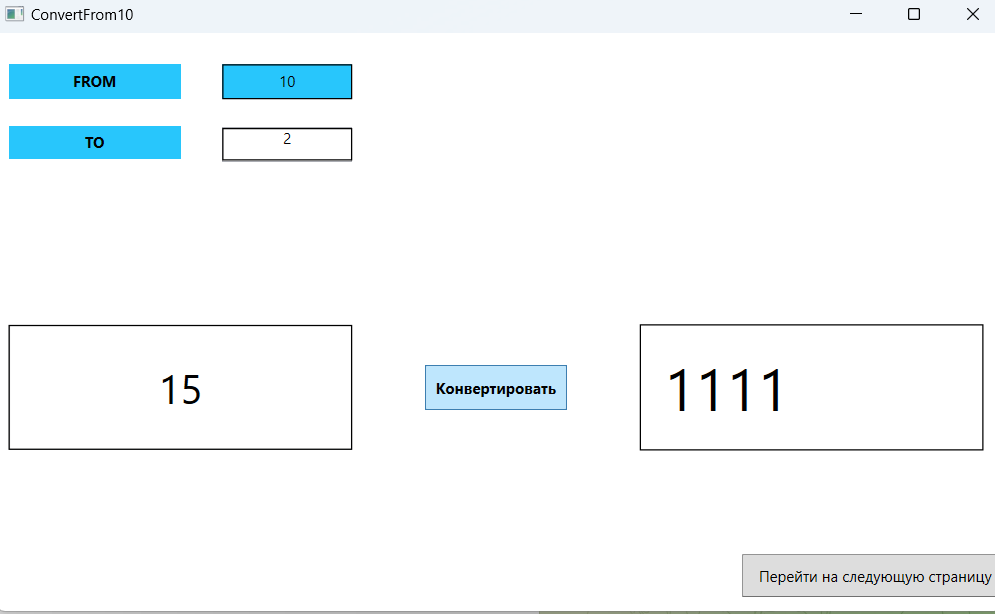 ConvertFrom10
FROM 10
TO 2
15 Конвертировать 1111
Перейти на следующую страницу